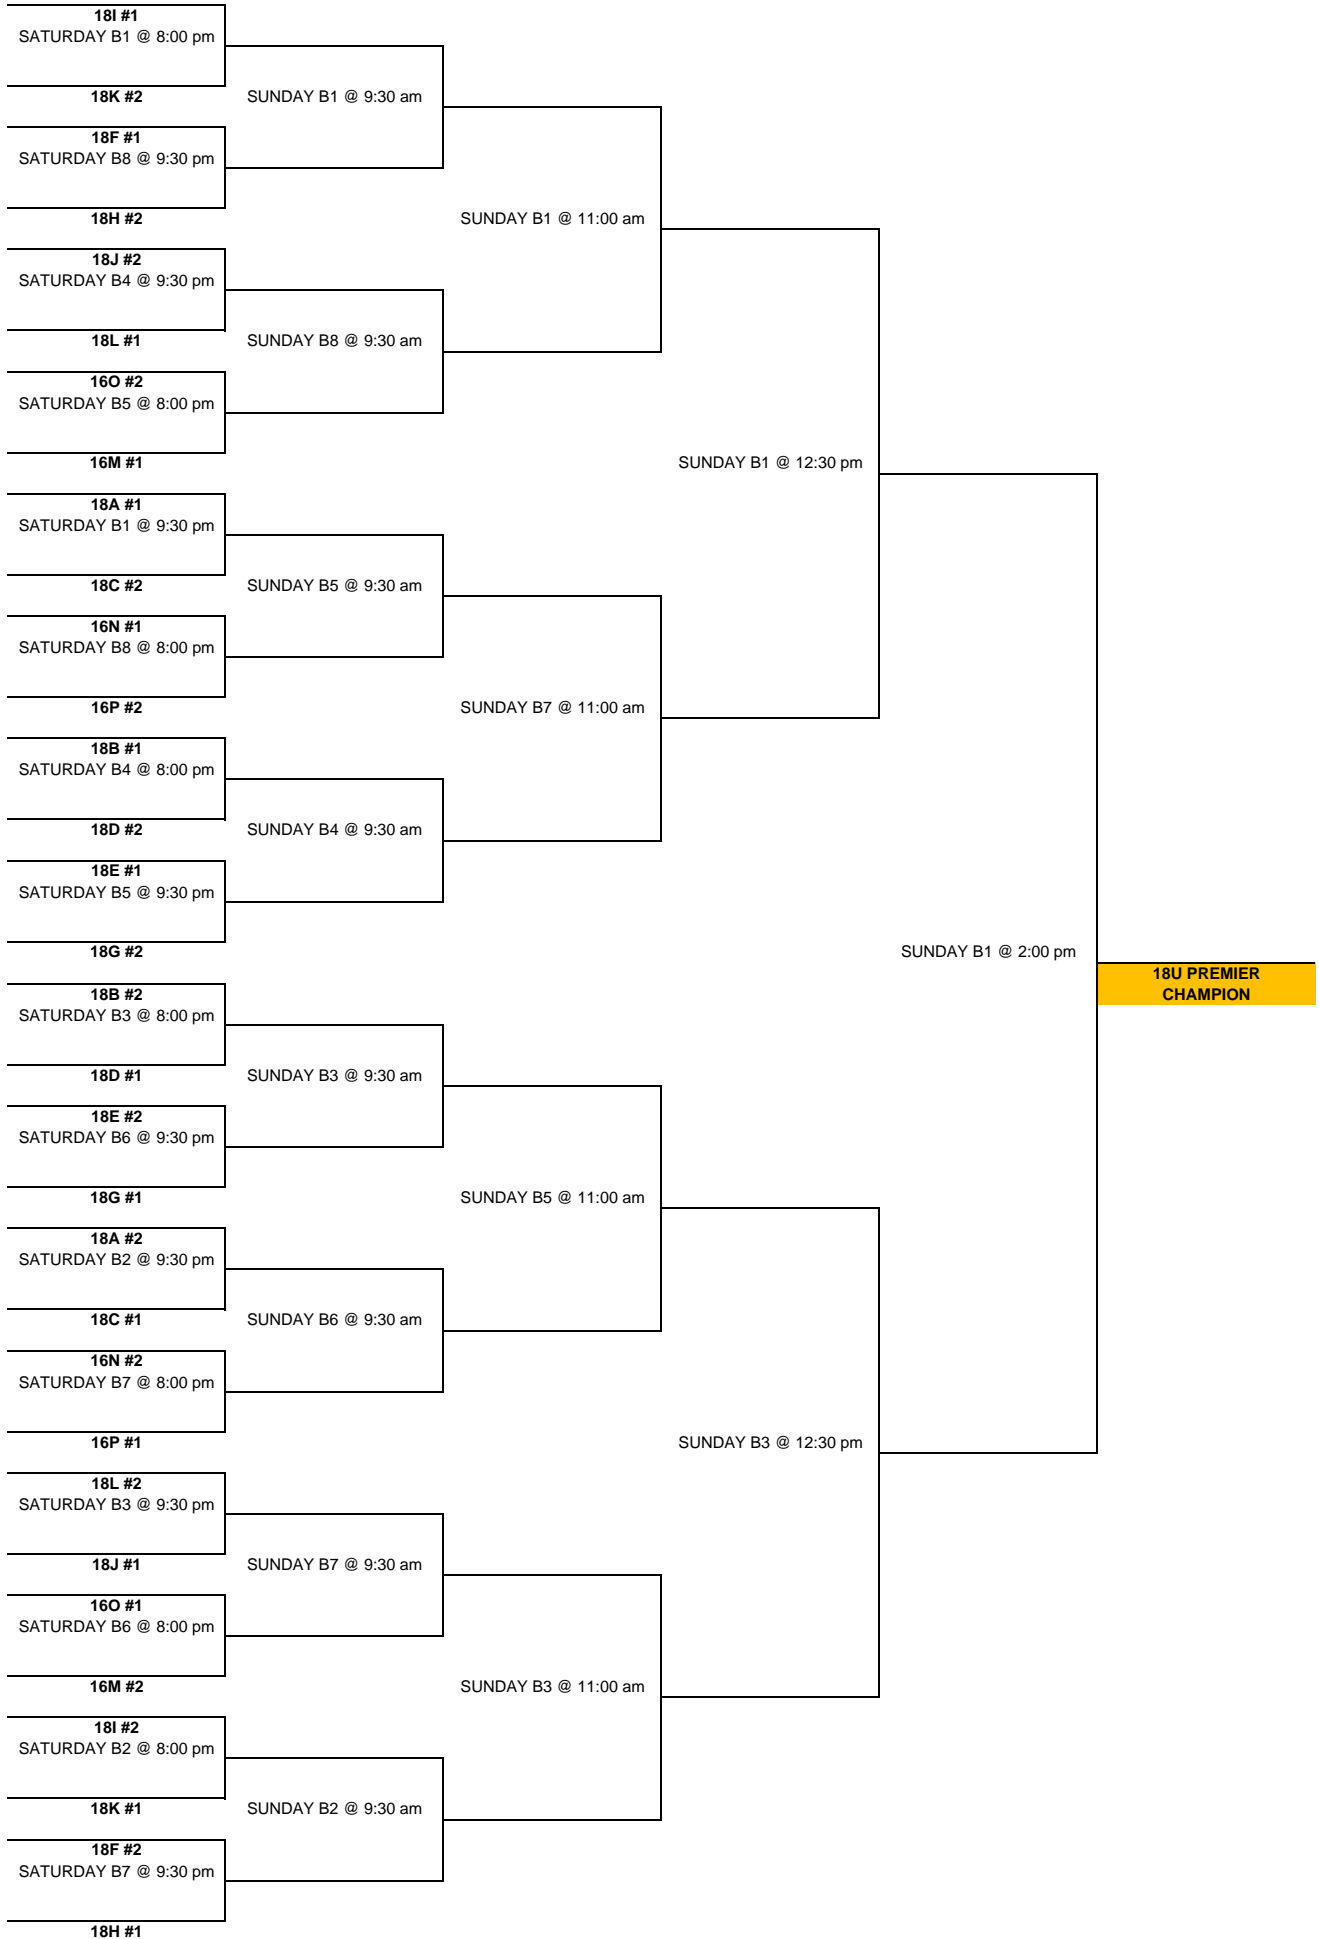 18I #1
SATURDAY B1 @ 8:00 pm
18K #2
SUNDAY B1 @ 9:30 am
18F #1
SATURDAY B8 @ 9:30 pm
18H #2
SUNDAY B1 @ 11:00 am
18J #2
SATURDAY B4 @ 9:30 pm
18L #1
SUNDAY B8 @ 9:30 am
16O #2
SATURDAY B5 @ 8:00 pm
16M #1
SUNDAY B1 @ 12:30 pm
18A #1
SATURDAY B1 @ 9:30 pm
18C #2
SUNDAY B5 @ 9:30 am
16N #1
SATURDAY B8 @ 8:00 pm
16P #2
SUNDAY B7 @ 11:00 am
18B #1
SATURDAY B4 @ 8:00 pm
18D #2
SUNDAY B4 @ 9:30 am
18E #1
SATURDAY B5 @ 9:30 pm
18G #2
SUNDAY B1 @ 2:00 pm
18U PREMIER
CHAMPION
18B #2
SATURDAY B3 @ 8:00 pm
18D #1
SUNDAY B3 @ 9:30 am
18E #2
SATURDAY B6 @ 9:30 pm
18G #1
SUNDAY B5 @ 11:00 am
18A #2
SATURDAY B2 @ 9:30 pm
18C #1
SUNDAY B6 @ 9:30 am
16N #2
SATURDAY B7 @ 8:00 pm
16P #1
SUNDAY B3 @ 12:30 pm
18L #2
SATURDAY B3 @ 9:30 pm
18J #1
SUNDAY B7 @ 9:30 am
16O #1
SATURDAY B6 @ 8:00 pm
16M #2
SUNDAY B3 @ 11:00 am
18I #2
SATURDAY B2 @ 8:00 pm
18K #1
SUNDAY B2 @ 9:30 am
18F #2
SATURDAY B7 @ 9:30 pm
18H #1